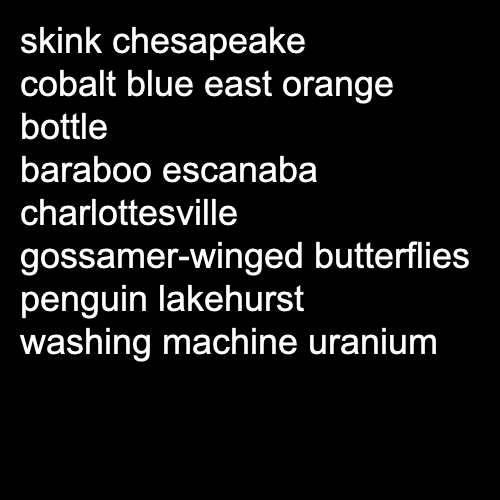 skink chesapeake
cobalt blue east orange
bottle
baraboo escanaba
charlottesville
gossamer-winged butterflies
penguin lakehurst
washing machine uranium